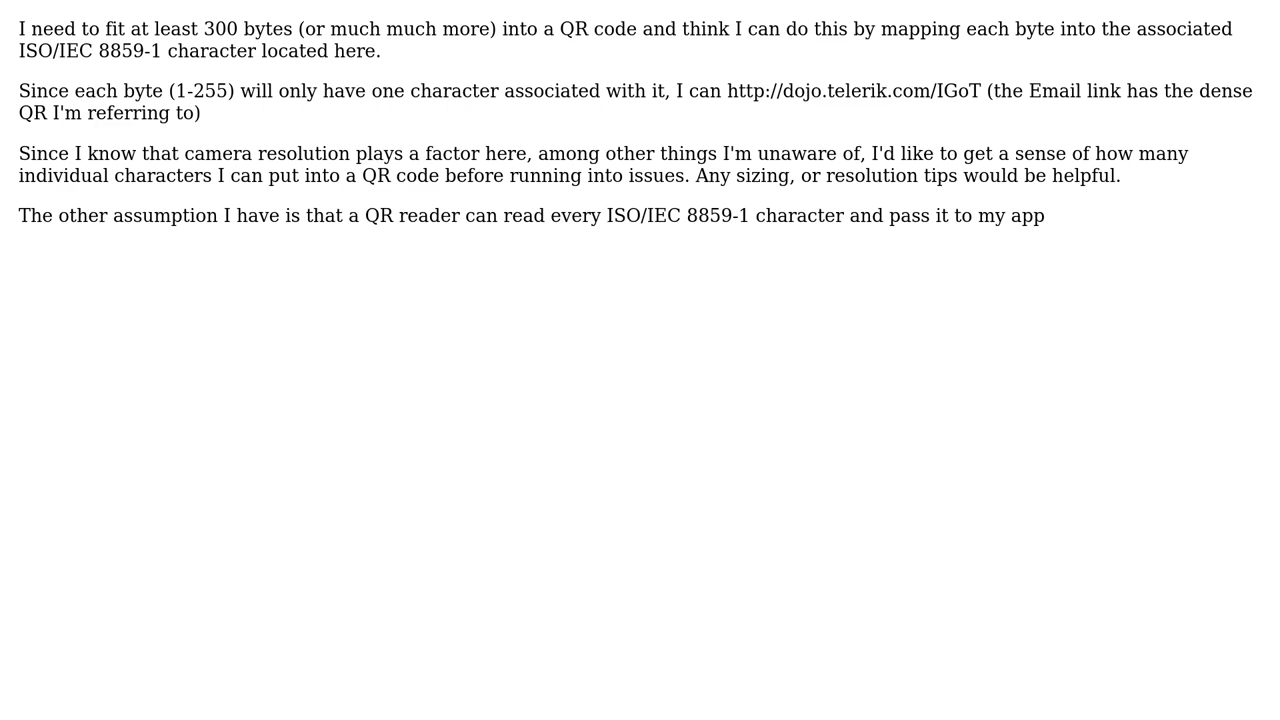 I need to fit at least 300 bytes (or much much more) into a QR code and think I can do this by mapping each byte into the associated
ISO/IEC 8859-1 character located here.
Since each byte (1-255) will only have one character associated with it, I can http://dojo.telerik.com/IGoT (the Email link has the dense
QR I'm referring to)
Since I know that camera resolution plays a factor here, among other things I'm unaware of, I'd like to get a sense of how many
individual characters I can put into a QR code before running into issues. Any sizing, or resolution tips would be helpful.
The other assumption I have is that a QR reader can read every ISO/IEC 8859-1 character and pass it to my app